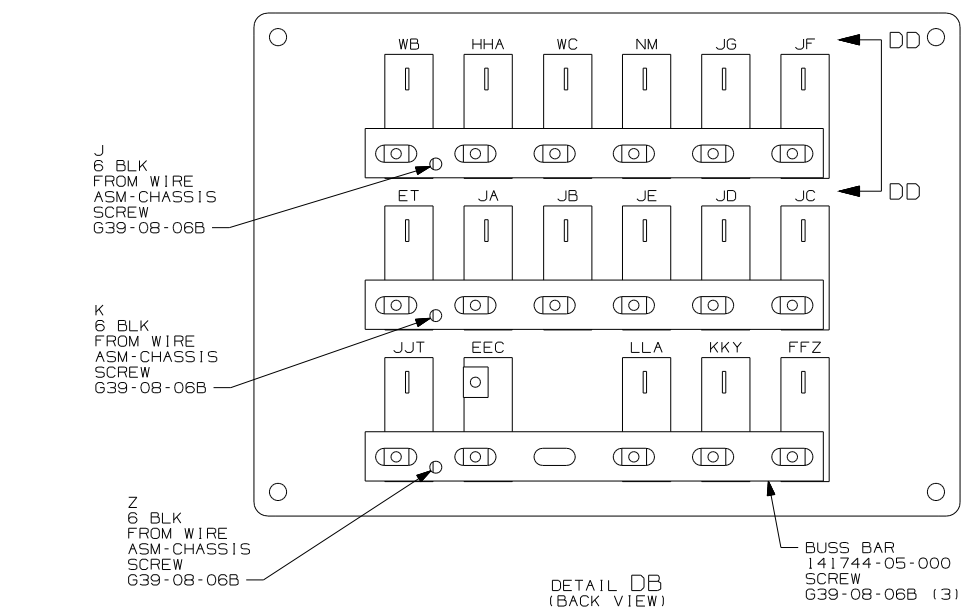 WB HHA WC NM JG JF DD
J
6 BLK
FROM WIRE
ASM-CHASSIS
SCREW
G39-08-06B
ET JA JB JE JD JC DD
K
6 BLK
FROM WIRE
ASM-CHASSIS
SCREW
G39-08-06B
JJT EEC LLA KKY FFZ
Z
6 BLK
FROM WIRE
ASM-CHASSIS
SCREW
G39-08-06B
BUSS BAR
141744-05-000
SCREW
G39-08-06B (3)
DETAIL DB
(BACK VIEW)